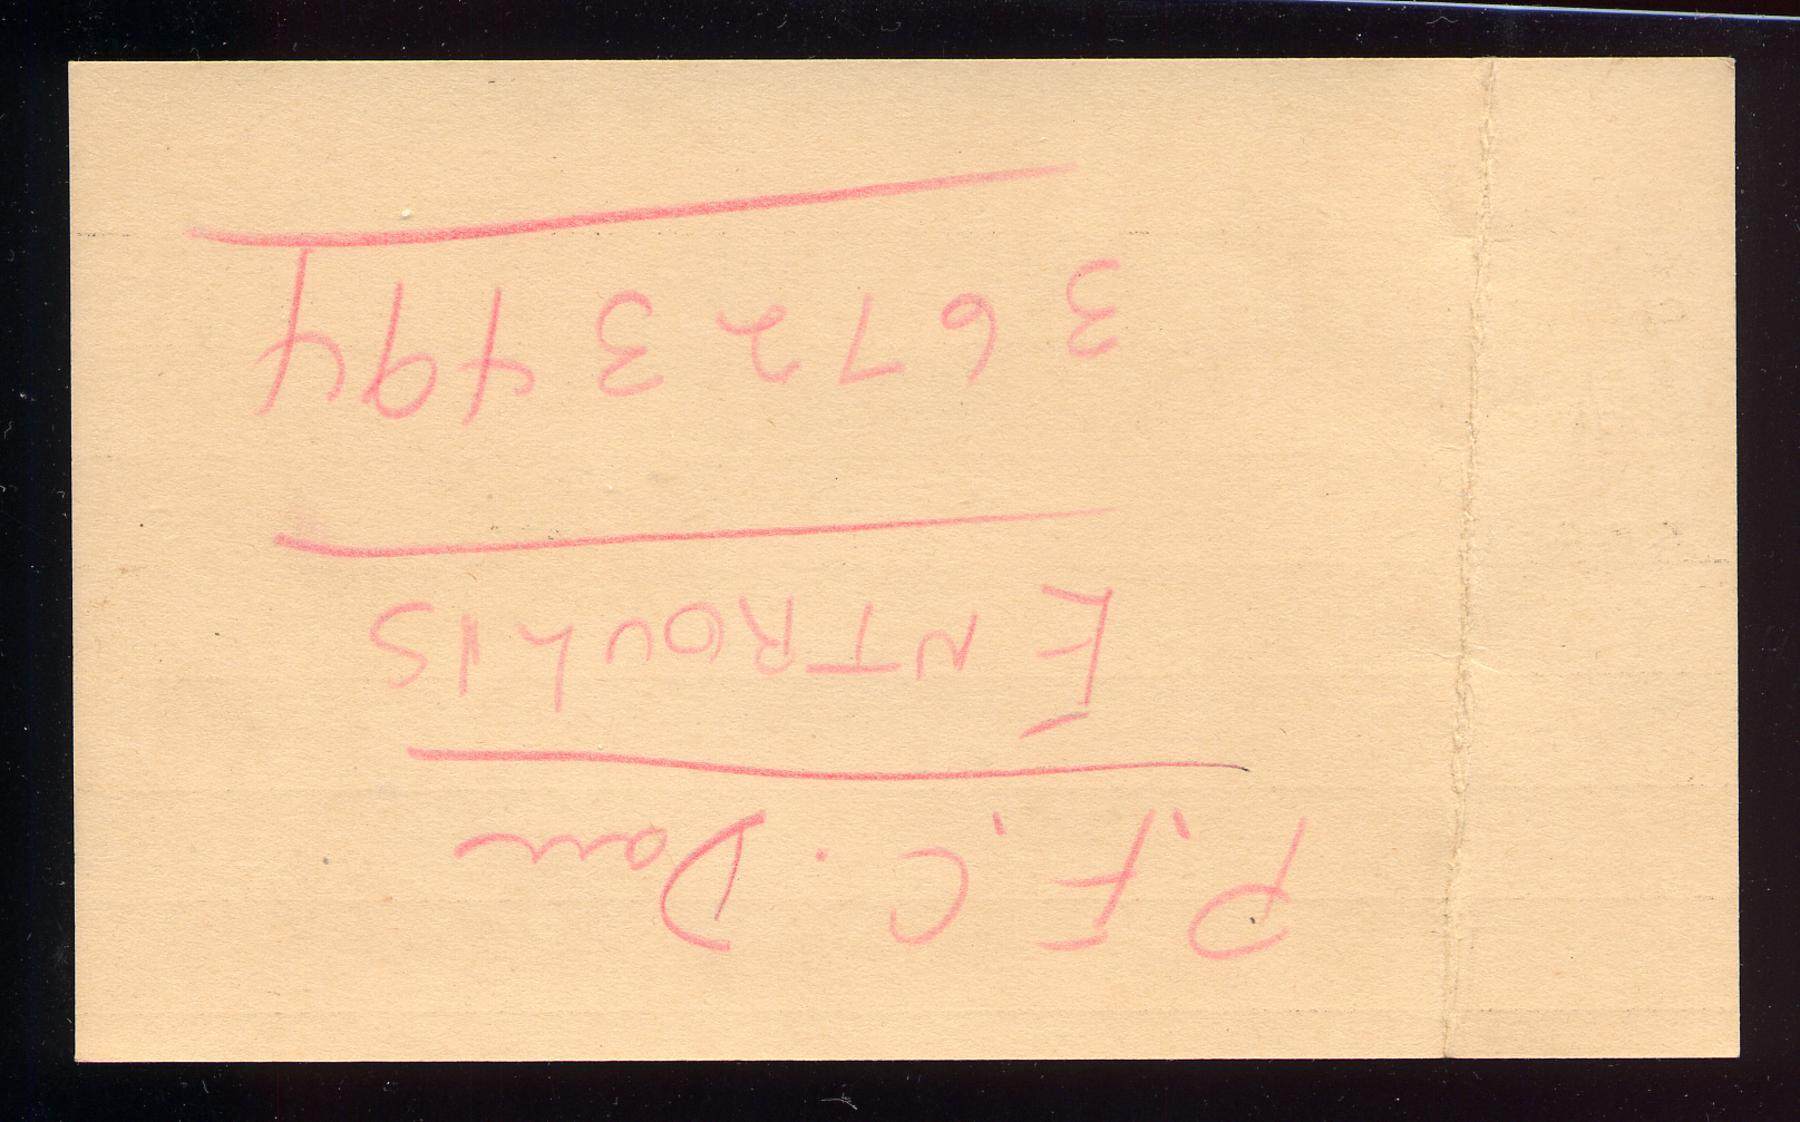 P.F.C. Dan
ENTROULIS
36723494